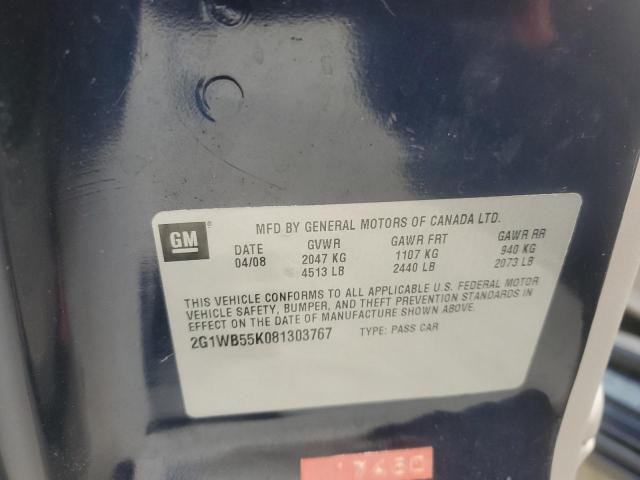 GM
MFD BY GENERAL MOTORS OF CANADA LTD.
DATE GVWR GAWR FRT GAWR RR
04/08 2047 KG 1107 KG 940 KG
4513 LB 2440 LB 2073 LB
THIS VEHICLE CONFORMS TO ALL APPLICABLE U.S. FEDERAL MOTOR
VEHICLE SAFETY, BUMPER, AND THEFT PREVENTION STANDARDS IN
EFFECT ON THE DATE OF MANUFACTURE SHOWN ABOVE.
2G1WB55K081303767 TYPE: PASS CAR